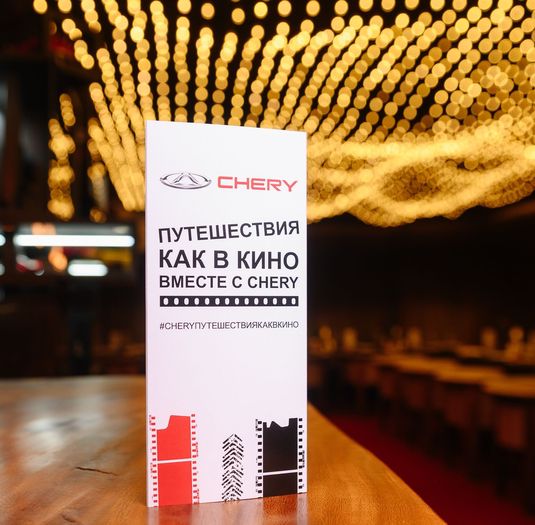 CHERY
ПУТЕШЕСТВИЯ
КАК В КИНО
ВМЕСТЕ С CHERY
#CHERYПУТЕШЕСТВИЯКАКВКИНО